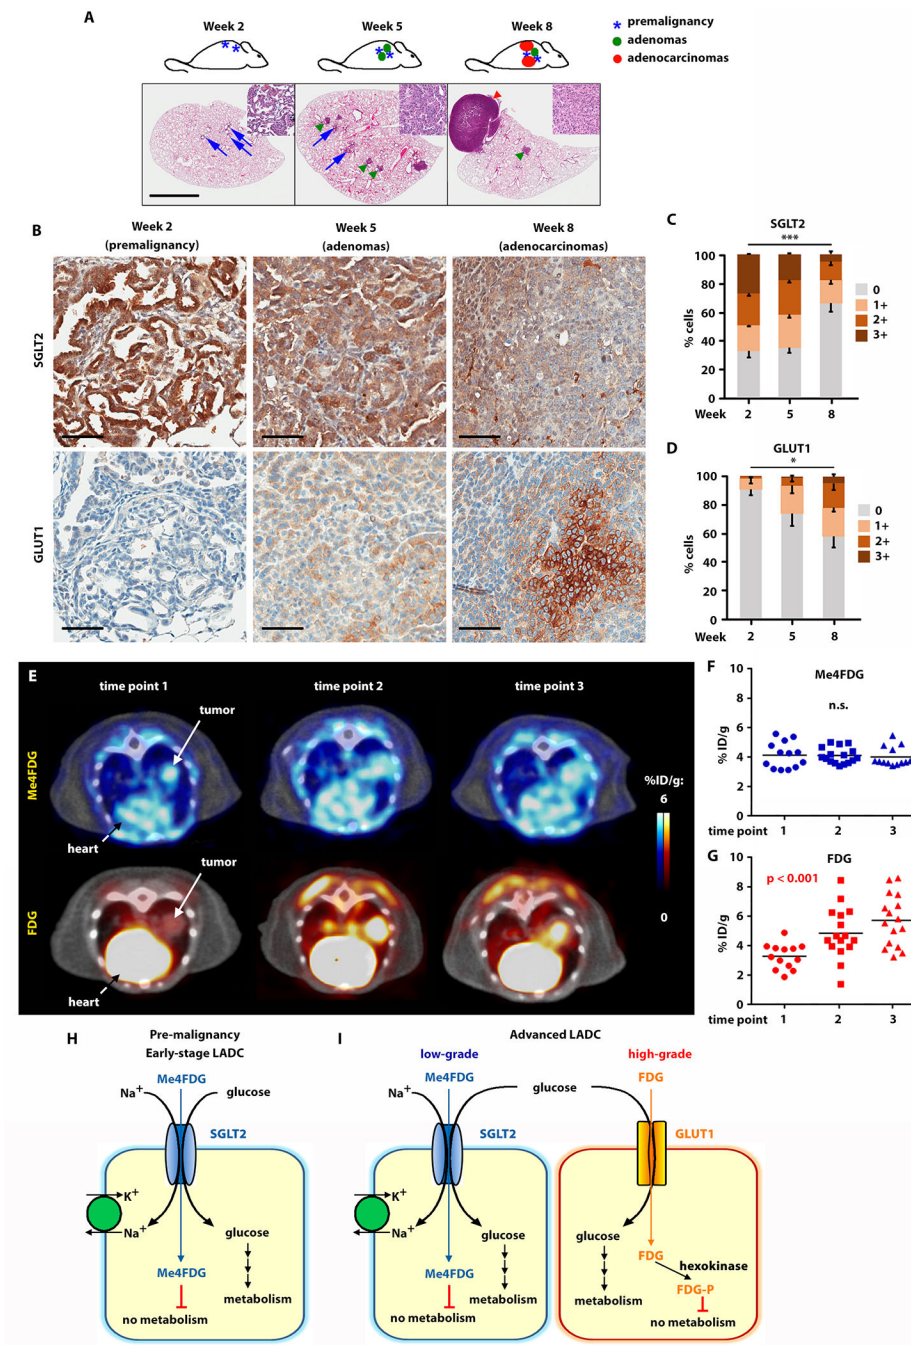 A
Week 2
Week 5
Week 8
premalignancy
adenomas
adenocarcinomas
B
Week 2
(premalignancy)
Week 5
(adenomas)
Week 8
(adenocarcinomas)
SGLT2
GLUT1
C
SGLT2
***
100
80
60
40
20
0
% cells
Week 2 5 8
0
1+
2+
3+
D
GLUT1
*
100
80
60
40
20
0
% cells
Week 2 5 8
0
1+
2+
3+
E
time point 1
time point 2
time point 3
Me4FDG
tumor
heart
%ID/g:
6
0
FDG
tumor
heart
F
Me4FDG
n.s.
10
8
6
4
2
0
% ID/g
time point 1 2 3
G
FDG
p < 0.001
10
8
6
4
2
0
% ID/g
time point 1 2 3
H
Pre-malignancy
Early-stage LADC
Me4FDG
Na+
glucose
SGLT2
K+
Na+
glucose
Me4FDG
metabolism
no metabolism
I
Advanced LADC
low-grade
high-grade
Me4FDG
FDG
Na+
glucose
SGLT2
GLUT1
K+
Na+
glucose
Me4FDG
metabolism
no metabolism
glucose
FDG
hexokinase
FDG-P
metabolism
no metabolism